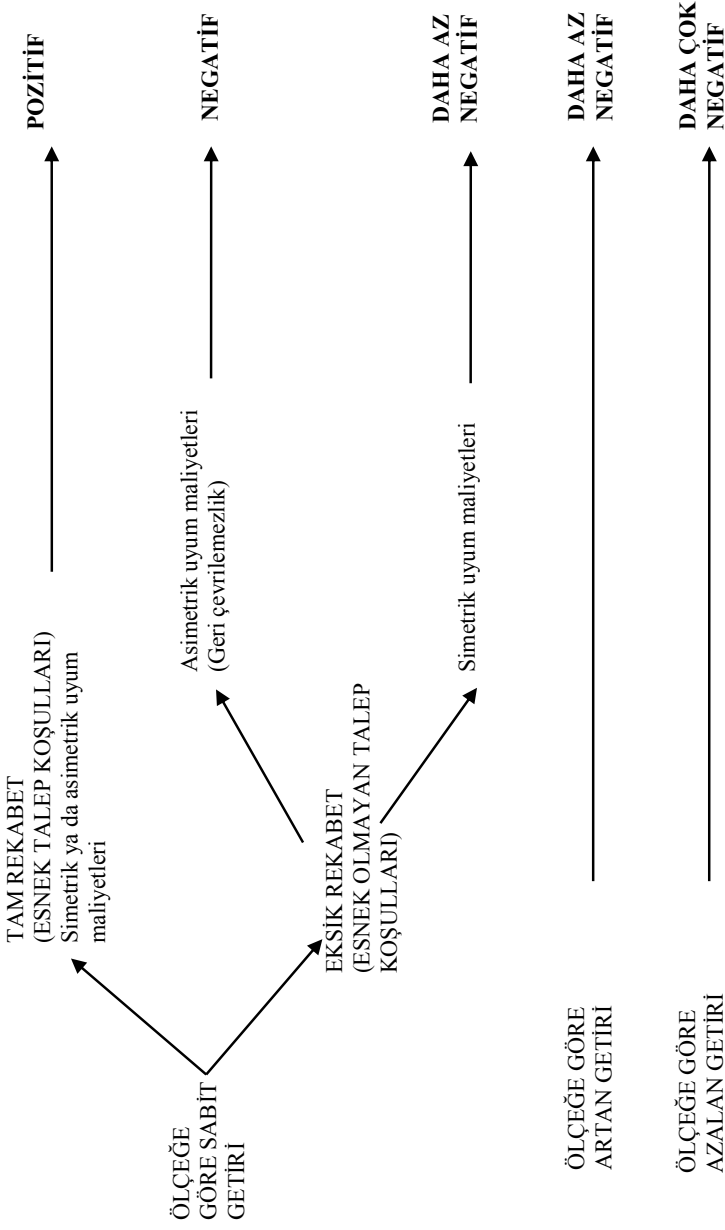 TAM REKABET
(ESNEK TALEP KOŞULLARI)
Simetrik ya da asimetrik uyum
maliyetleri
POZİTİF
ÖLÇEĞE
GÖRE SABİT
GETİRİ
Asimetrik uyum maliyetleri
(Geri çevrilemezlik)
NEGATİF
EKSİK REKABET
(ESNEK OLMAYAN TALEP
KOŞULLARI)
Simetrik uyum maliyetleri
DAHA AZ
NEGATİF
ÖLÇEĞE GÖRE
ARTAN GETİRİ
DAHA AZ
NEGATİF
ÖLÇEĞE GÖRE
AZALAN GETİRİ
DAHA ÇOK
NEGATİF